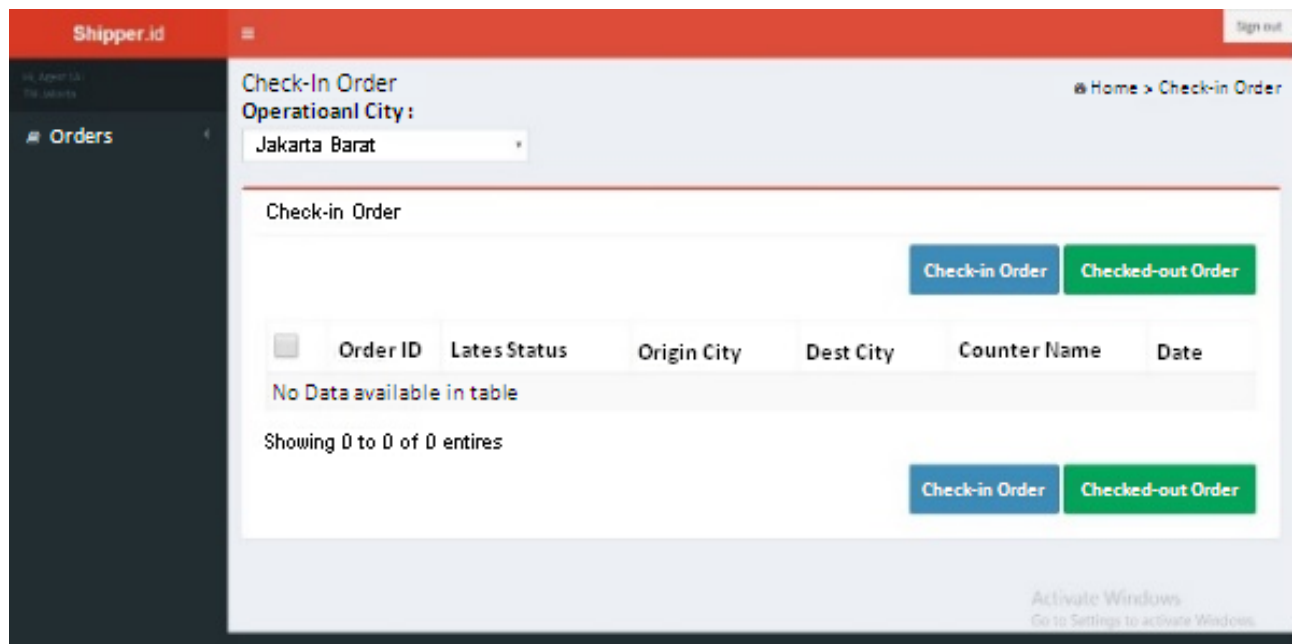 Shipper.id
Sign out
Check-In Order
Home > Check-in Order
Operatioanl City :
Jakarta Barat
Orders
Check-in Order
Check-in Order Checked-out Order
Order ID Lates Status Origin City Dest City Counter Name Date
No Data available in table
Showing 0 to 0 of 0 entires
Check-in Order Checked-out Order
Activate Windows
Go to Settings to activate Windows.